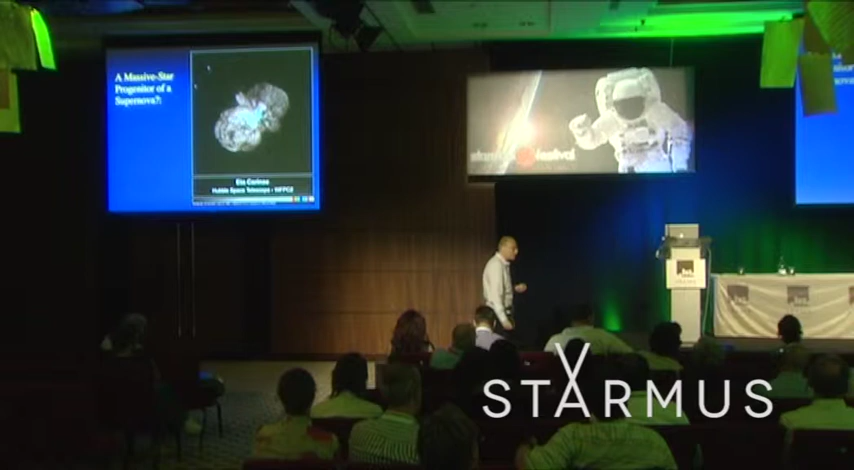 A Massive-Star
Progenitor of a
Supernova?:
Eta Carinae
Hubble Space Telescope • WFPC2
starmus festival
STARMUS